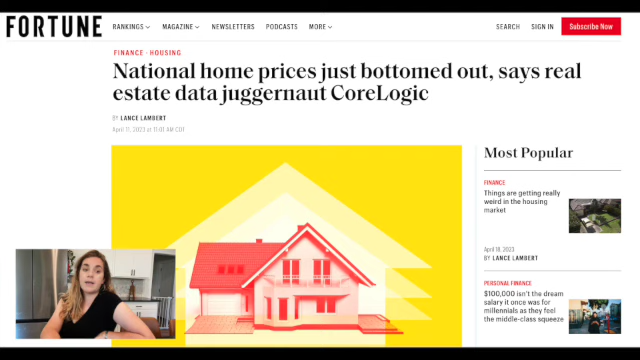 FORTUNE
RANKINGS MAGAZINE NEWSLETTERS PODCASTS MORE SEARCH SIGN IN Subscribe Now
FINANCE · HOUSING
National home prices just bottomed out, says real
estate data juggernaut CoreLogic
BY LANCE LAMBERT
April 11, 2023 at 11:01 AM CDT
Most Popular
FINANCE
Things are getting really
weird in the housing
market
April 18, 2023
BY LANCE LAMBERT
PERSONAL FINANCE
$100,000 isn't the dream
salary it once was for
millennials as they feel
the middle-class squeeze